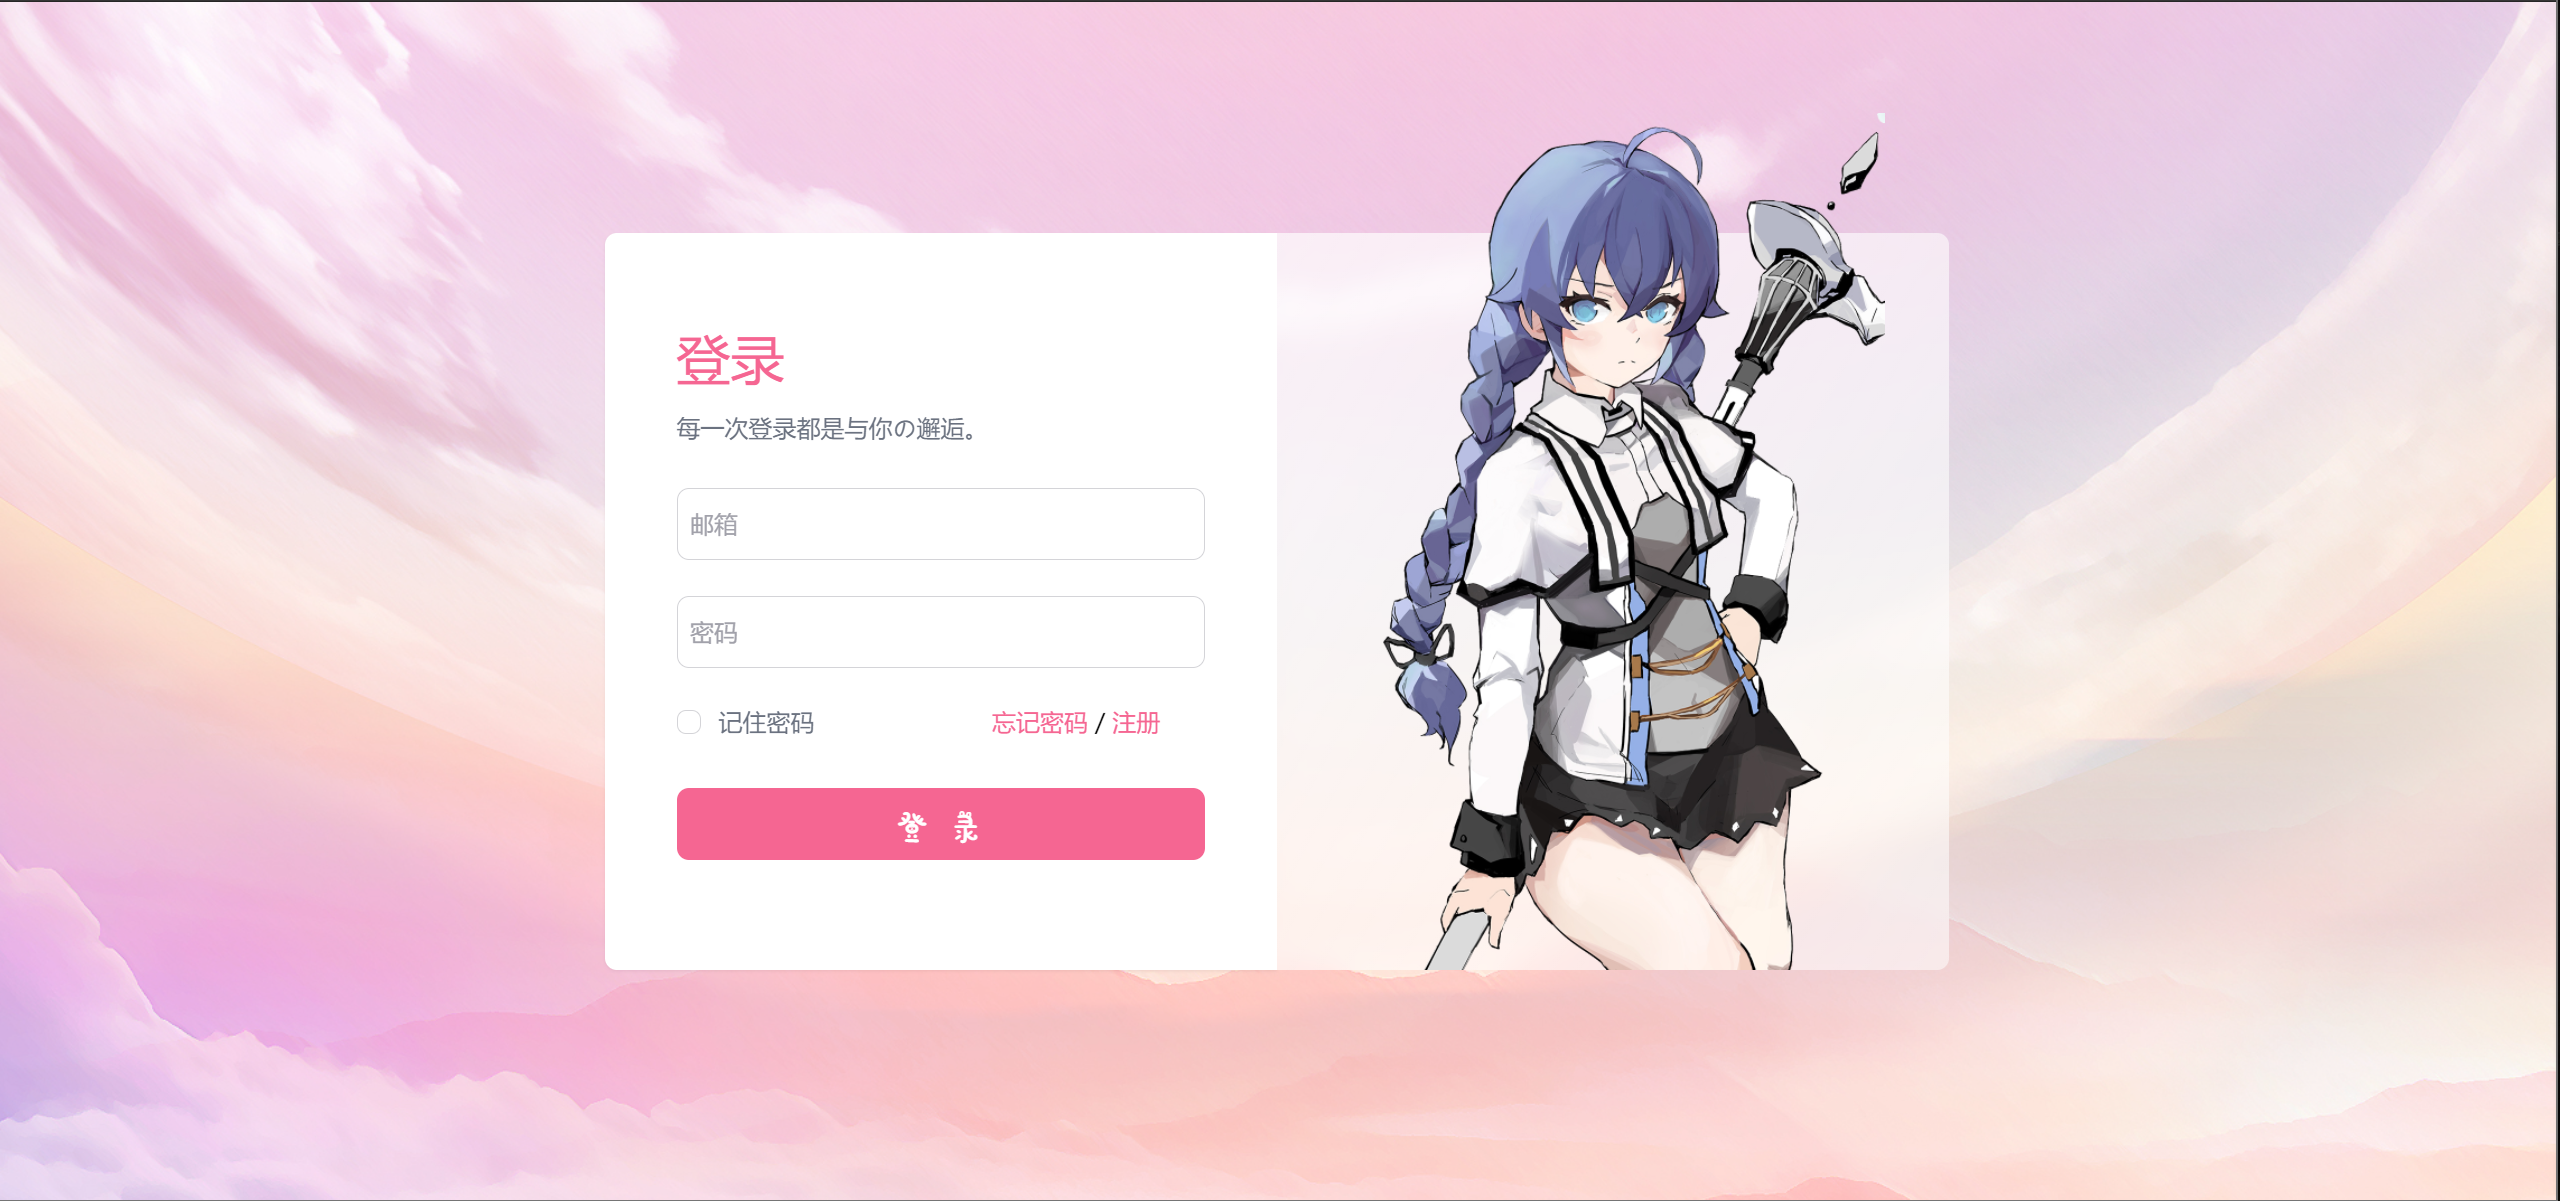 登录
每一次登录都是与你の邂逅。
邮箱
密码
记住密码 忘记密码 / 注册
登 录